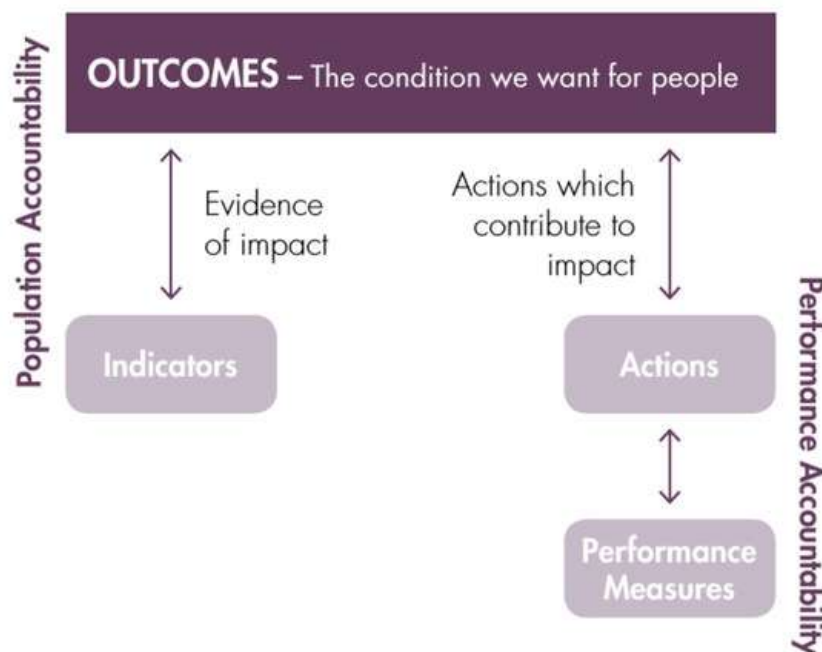 Population Accountability
OUTCOMES – The condition we want for people
Evidence
of impact
Actions which
contribute to
impact
Indicators
Actions
Performance
Measures
Performance Accountability